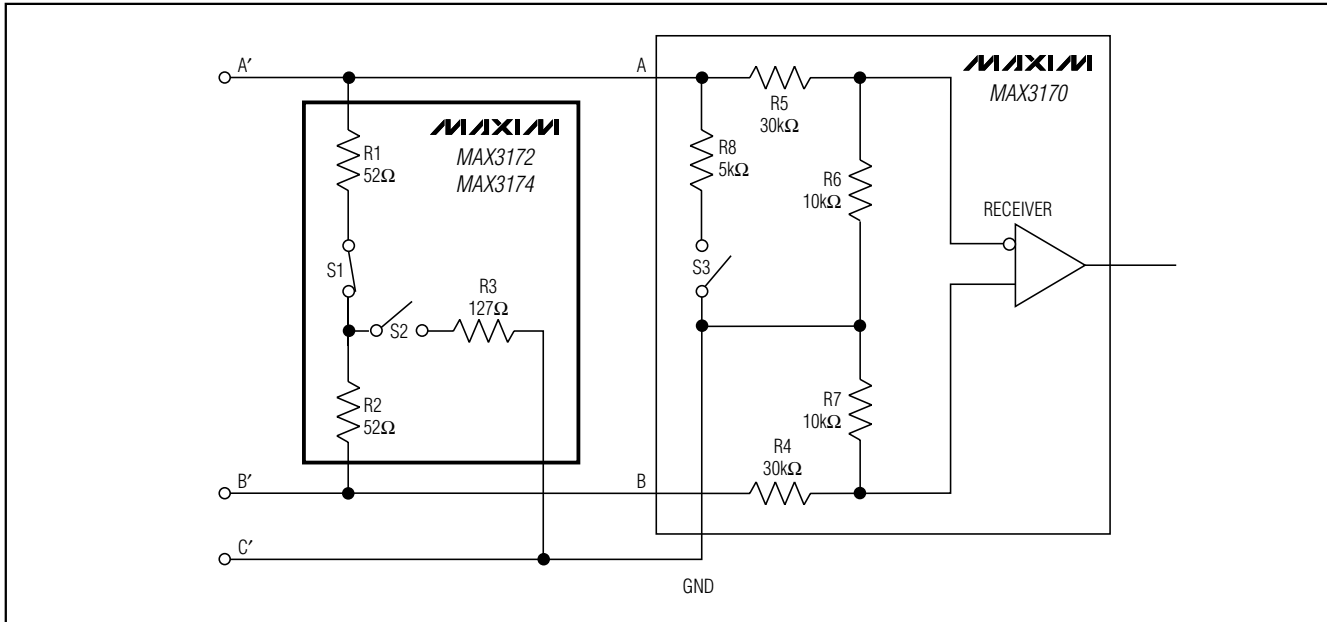 A′
A
MAXIM
MAX3170
R5
30kΩ
MAXIM
MAX3172
MAX3174
R1
52Ω
R8
5kΩ
R6
10kΩ
RECEIVER
S1
S3
R3
127Ω
S2
R2
52Ω
R7
10kΩ
R4
30kΩ
B′
B
C′
GND